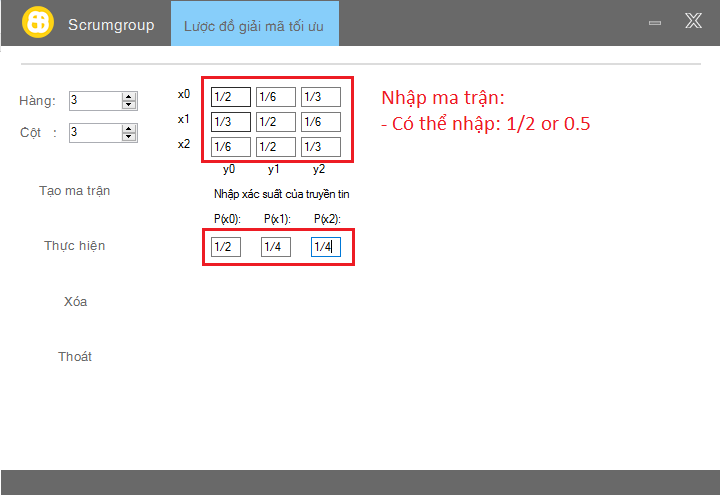 Scrumgroup
Lược đồ giải mã tối ưu
X
Hàng: 3
x0 1/2 1/6 1/3
Nhập ma trận:
Cột : 3
x1 1/3 1/2 1/6
- Có thể nhập: 1/2 or 0.5
x2 1/6 1/2 1/3
y0 y1 y2
Tạo ma trận
Nhập xác suất của truyền tin
P(x0): P(x1): P(x2):
Thực hiện
1/2 1/4 1/4
Xóa
Thoát